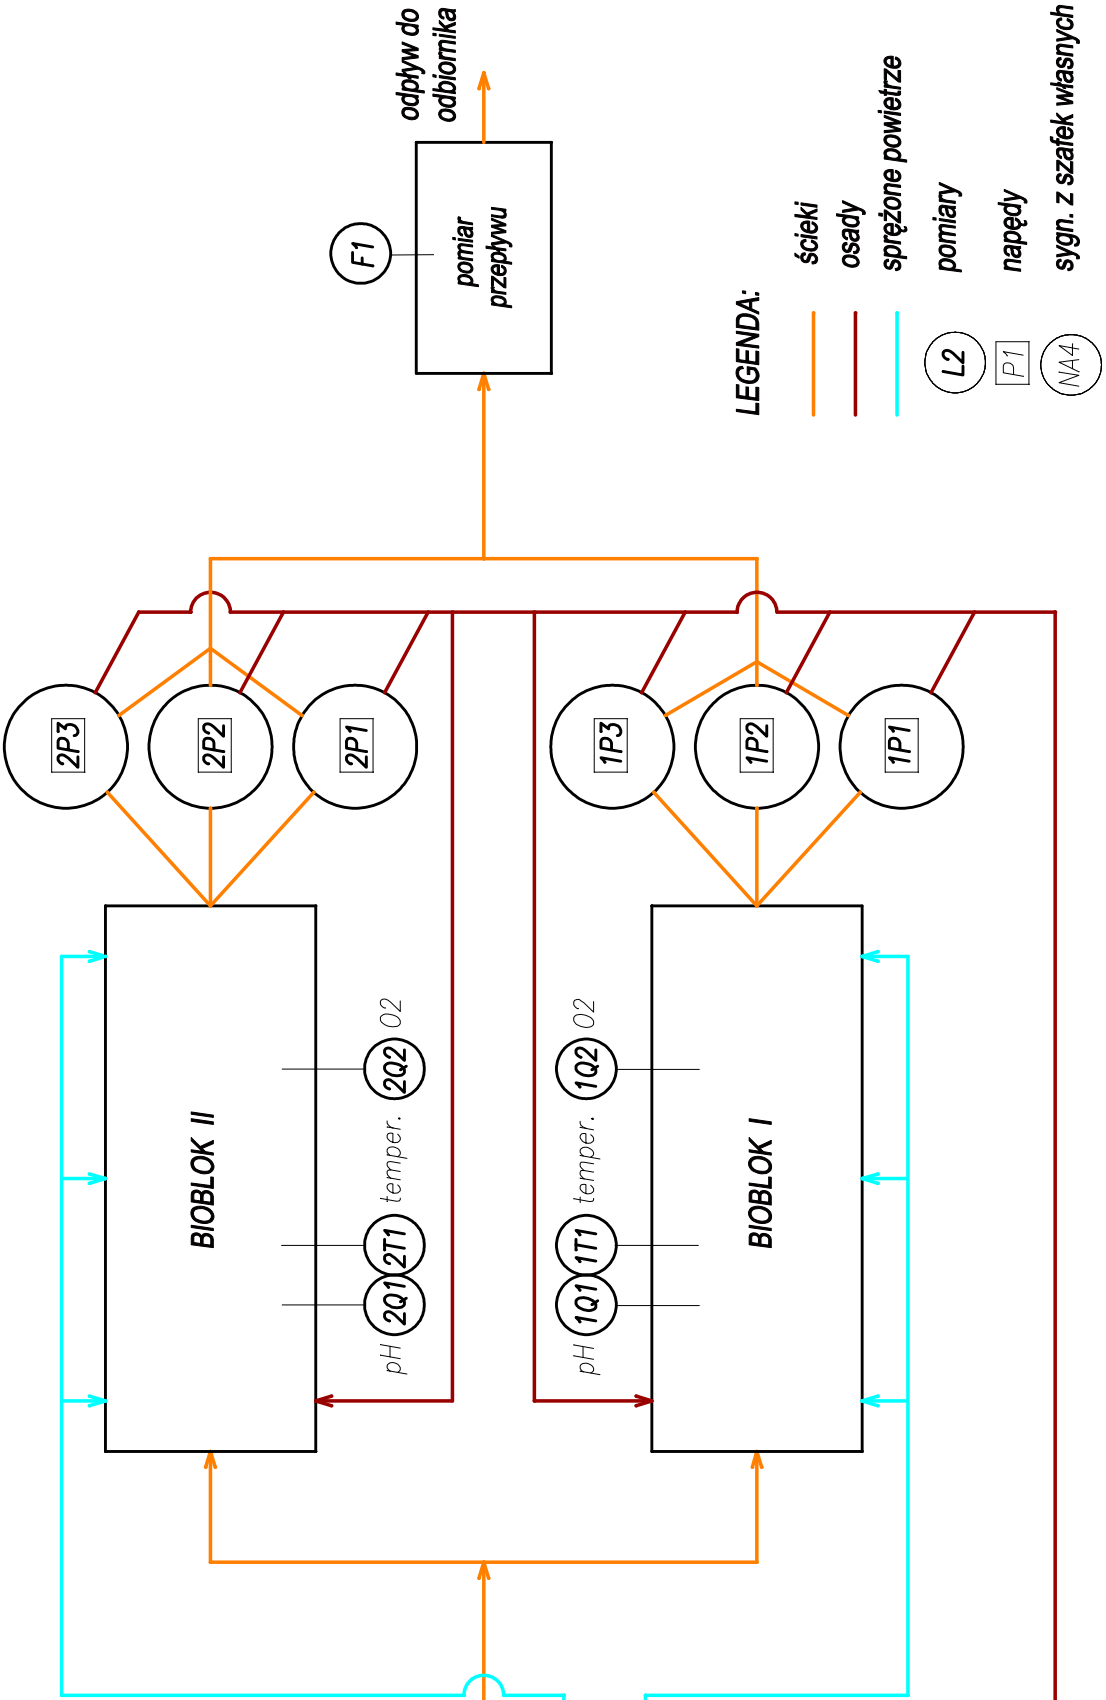 odpływ do
odbiornika
F1
pomiar
przepływu
LEGENDA:
ścieki
osady
sprężone powietrze
L2 pomiary
P1 napędy
NA4 sygn. z szafek własnych
2P3
2P2
2P1
1P3
1P2
1P1
BIOBLOK II
pH 2Q1 2T1 temper. 2Q2 O2
pH 1Q1 1T1 temper. 1Q2 O2
BIOBLOK I